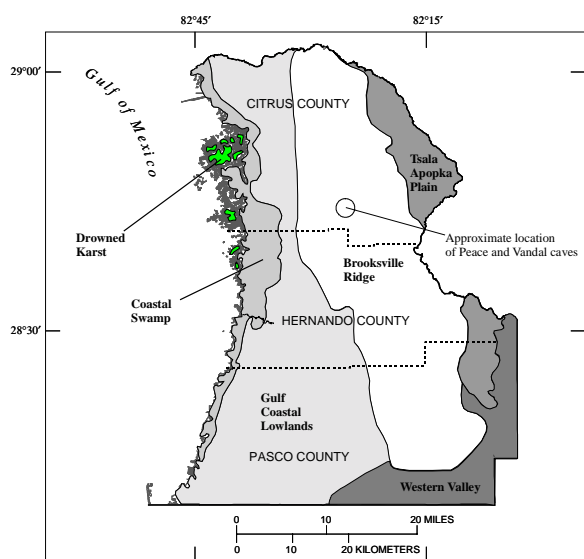 82°45' 82°15'
29°00'
Gulf of Mexico
CITRUS COUNTY
Tsala
Apopka
Plain
Drowned
Karst
Approximate location
of Peace and Vandal caves
Brooksville
Ridge
Coastal
Swamp
HERNANDO COUNTY
28°30'
Gulf
Coastal
Lowlands
PASCO COUNTY
Western Valley
0 10 20 MILES
0 10 20 KILOMETERS